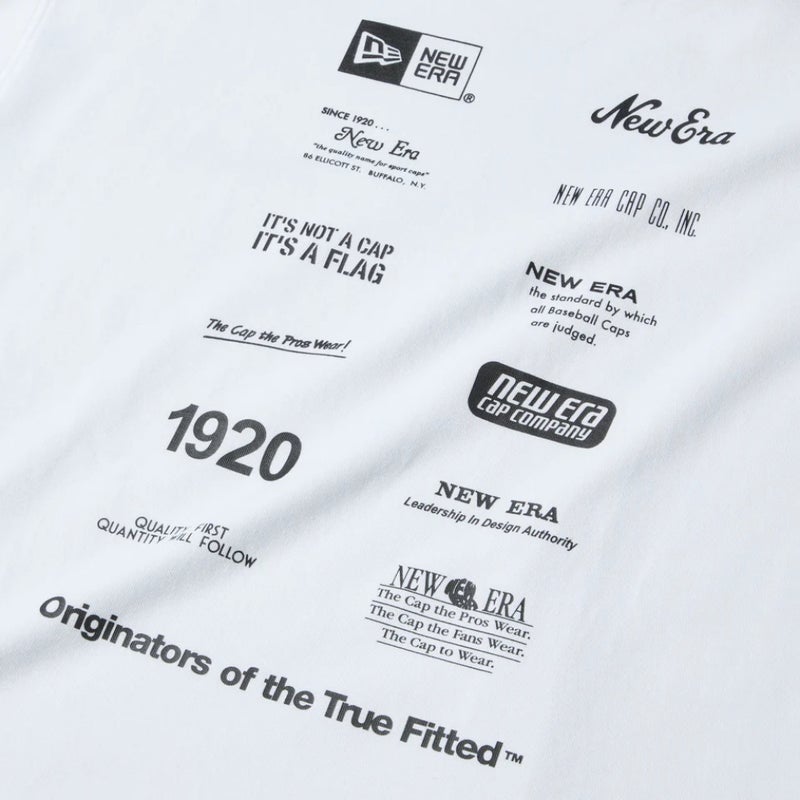 NEW
ERA
®
SINCE 1920...
New Era
"the quality name for sport caps"
86 ELLICOTT ST. BUFFALO, N.Y.
IT'S NOT A CAP
IT'S A FLAG
The Cap the Pros Wear!
1920
QUALITY FIRST
QUANTITY WILL FOLLOW
New Era
NEW ERA CAP CO., INC.
NEW ERA
the standard by which
all Baseball Caps
are judged.
new era
cap company
NEW ERA
Leadership In Design Authority
NEW ERA
The Cap the Pros Wear.
The Cap the Fans Wear.
The Cap to Wear.
Originators of the True Fitted™